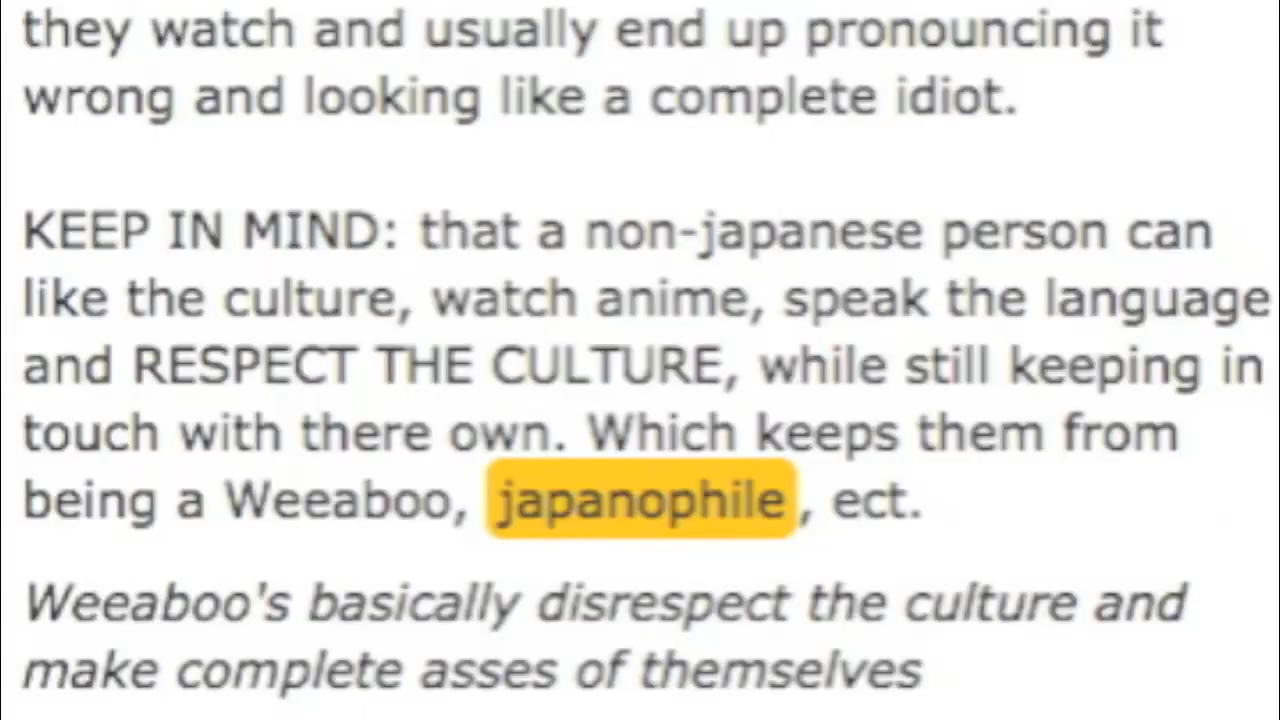 they watch and usually end up pronouncing it
wrong and looking like a complete idiot.
KEEP IN MIND: that a non-japanese person can
like the culture, watch anime, speak the language
and RESPECT THE CULTURE, while still keeping in
touch with there own. Which keeps them from
being a Weeaboo, japanophile, ect.
Weeaboo's basically disrespect the culture and
make complete asses of themselves